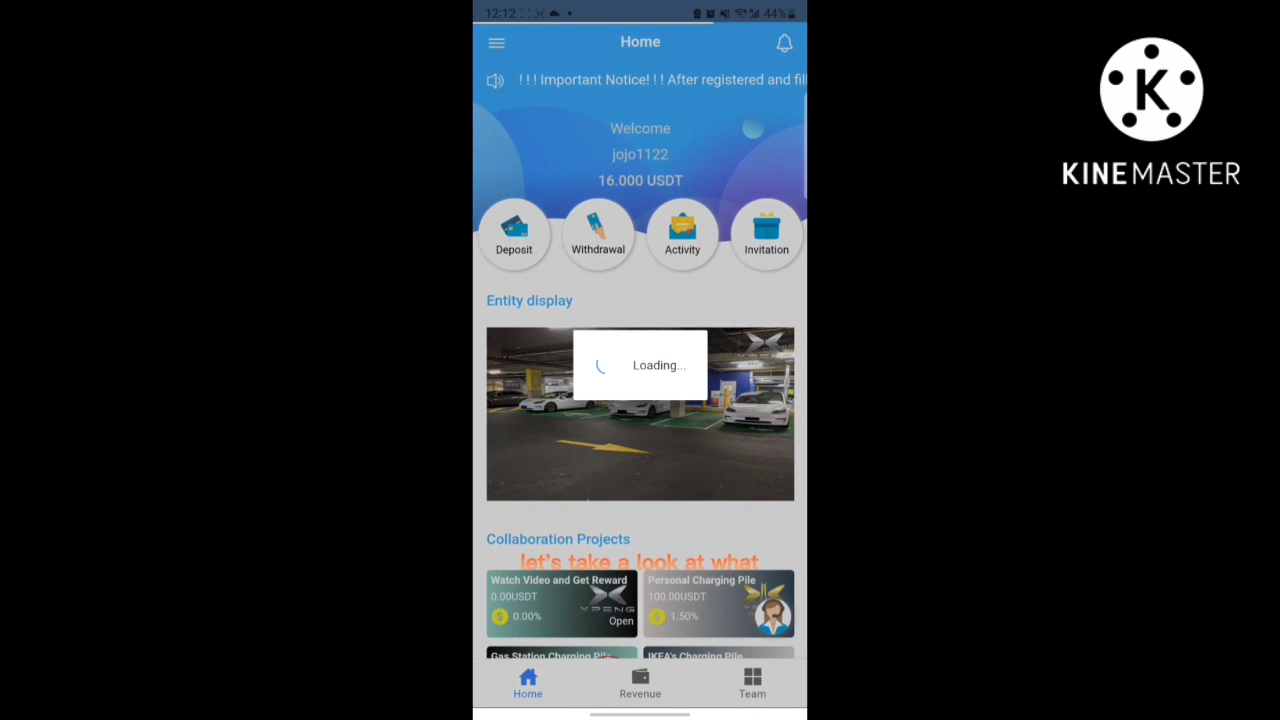 12:12
44%
Home
! ! ! Important Notice! ! ! After registered and fil
Welcome
jojo1122
16.000 USDT
Deposit
Withdrawal
Activity
Invitation
Entity display
Loading...
Collaboration Projects
let's take a look at what
Watch Video and Get Reward
0.00USDT
XPENG
$ 0.00%
Open
Personal Charging Pile
100.00USDT
$ 1.50%
Gas Station Charging Pile
IKEA's Charging Pile
Home
Revenue
Team
K
KINEMASTER